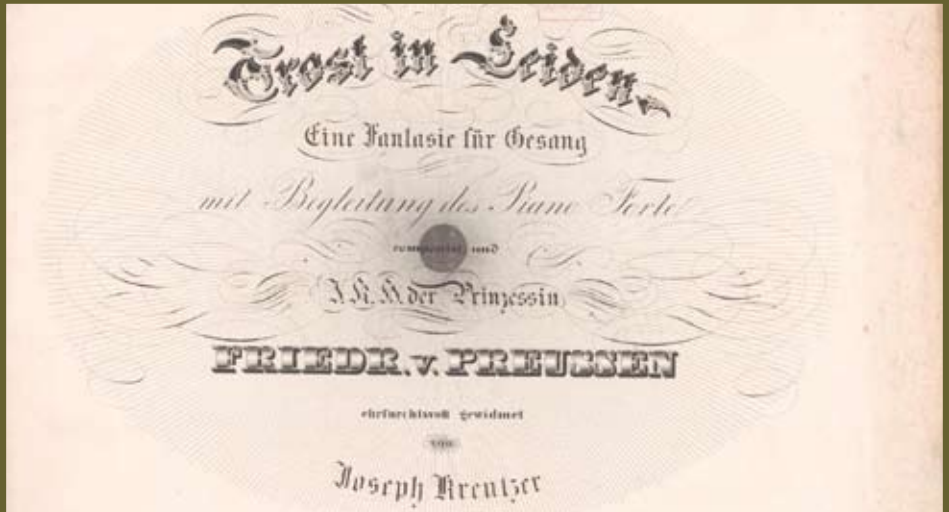 Trost in Leiden.
Eine Fantasie für Gesang
mit Begleitung des Piano Forte
componirt und
I. K. H. der Prinzessin
FRIEDR. v. PREUSSEN
ehrfurchtsvoll gewidmet
von
Joseph Kreutzer